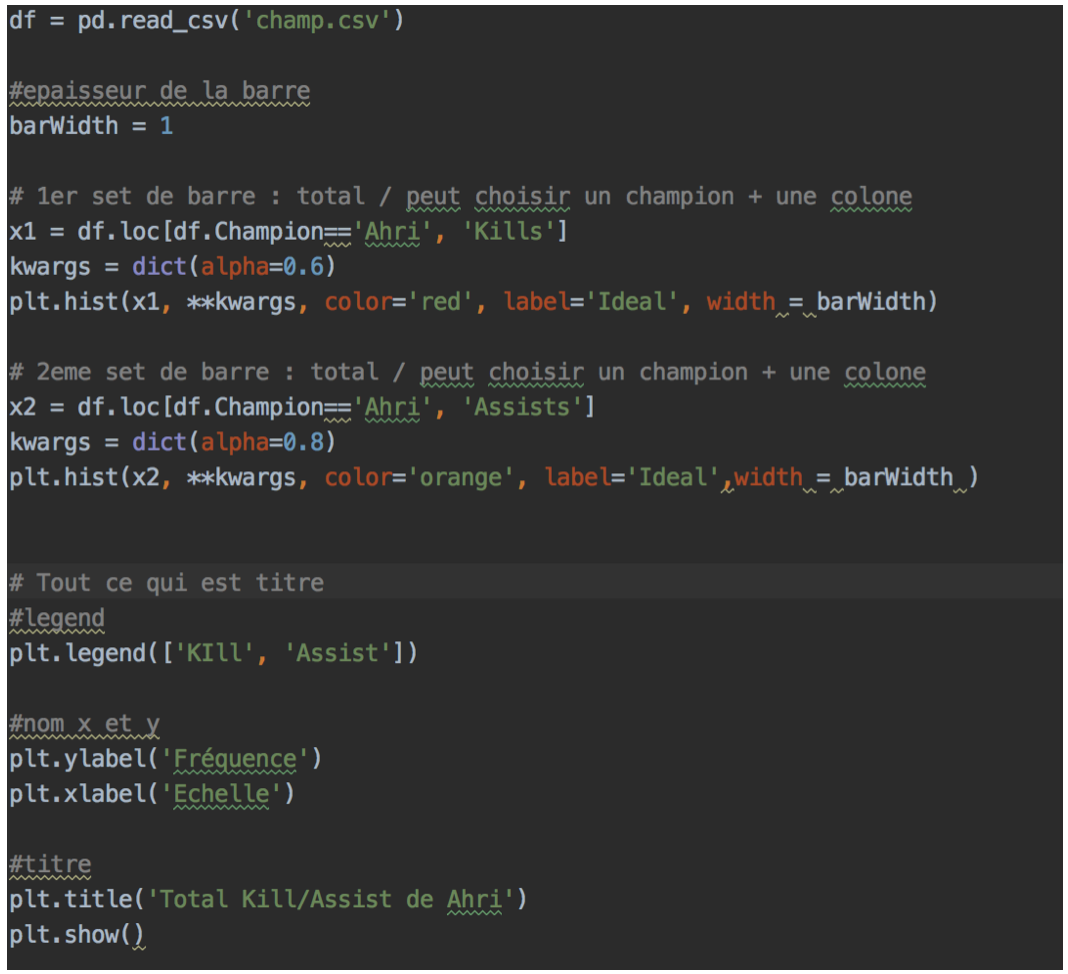 df = pd.read_csv('champ.csv')
#epaisseur de la barre
barWidth = 1
# 1er set de barre : total / peut choisir un champion + une colone
x1 = df.loc[df.Champion=='Ahri', 'Kills']
kwargs = dict(alpha=0.6)
plt.hist(x1, **kwargs, color='red', label='Ideal', width = barWidth)
# 2eme set de barre : total / peut choisir un champion + une colone
x2 = df.loc[df.Champion=='Ahri', 'Assists']
kwargs = dict(alpha=0.8)
plt.hist(x2, **kwargs, color='orange', label='Ideal',width = barWidth )
# Tout ce qui est titre
#legend
plt.legend(['KIll', 'Assist'])
#nom x et y
plt.ylabel('Fréquence')
plt.xlabel('Echelle')
#titre
plt.title('Total Kill/Assist de Ahri')
plt.show()